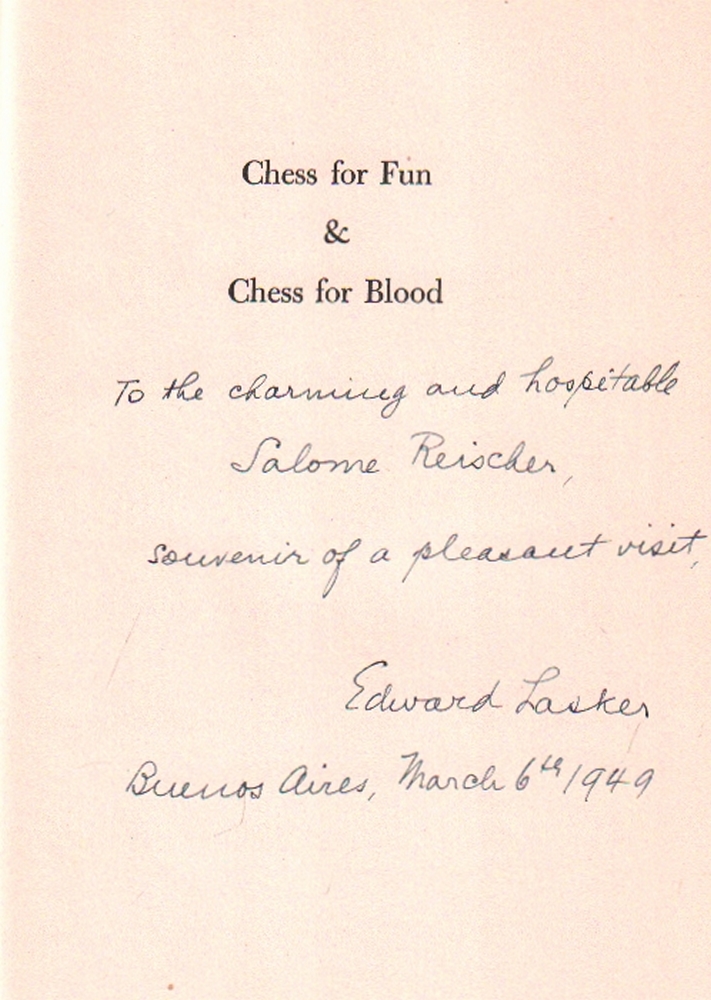 Chess for Fun
&
Chess for Blood
To the charming and hospitable
Salome Reischer,
souvenir of a pleasant visit,
Edward Lasker
Buenos Aires, March 6th 1949